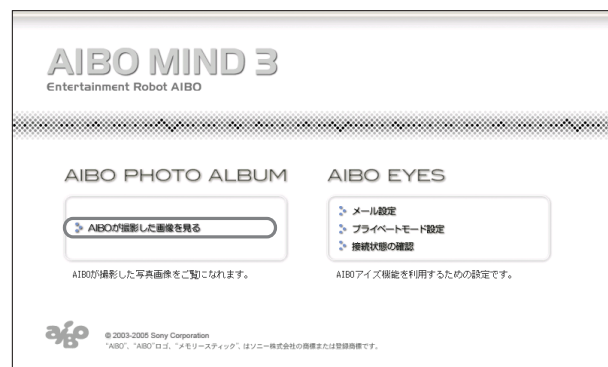 AIBO MIND 3
Entertainment Robot AIBO
AIBO PHOTO ALBUM
AIBOが撮影した画像を見る
AIBOが撮影した写真画像をご覧になれます。
AIBO EYES
メール設定
プライベートモード設定
接続状態の確認
AIBOアイズ機能を利用するための設定です。
aibo
© 2003-2005 Sony Corporation
"AIBO"、"AIBO"ロゴ、"メモリースティック"、はソニー株式会社の商標または登録商標です。